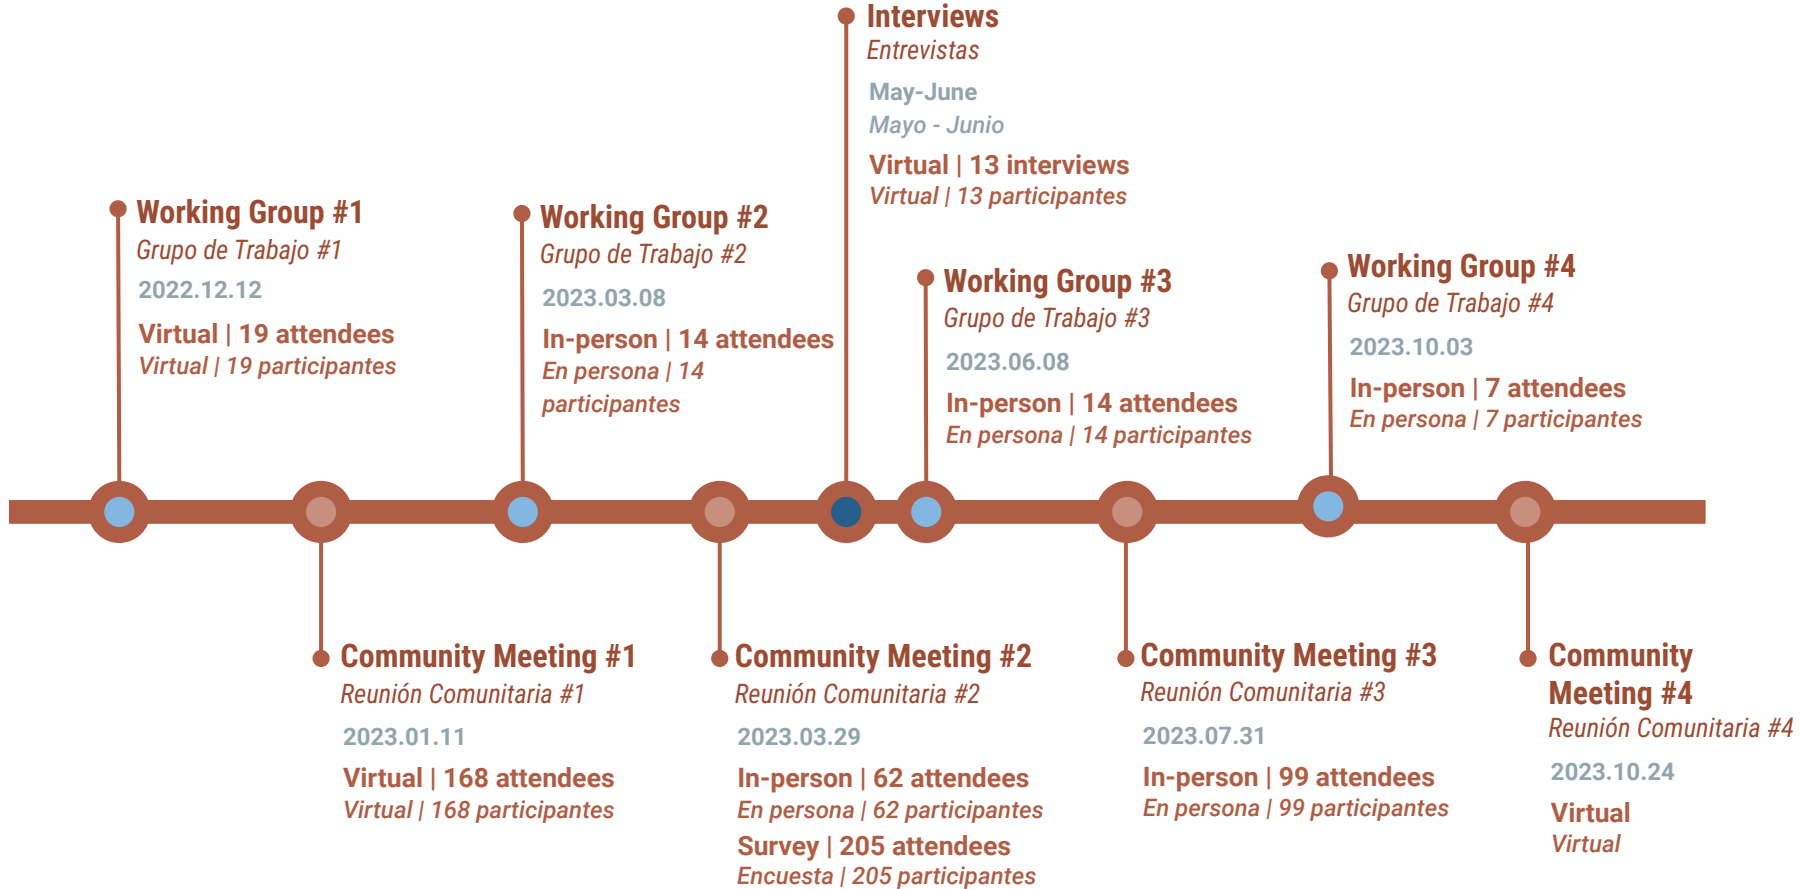 Interviews
Entrevistas
May-June
Mayo - Junio
Virtual | 13 interviews
Virtual | 13 participantes
Working Group #1
Grupo de Trabajo #1
2022.12.12
Virtual | 19 attendees
Virtual | 19 participantes
Working Group #2
Grupo de Trabajo #2
2023.03.08
In-person | 14 attendees
En persona | 14
participantes
Working Group #3
Grupo de Trabajo #3
2023.06.08
In-person | 14 attendees
En persona | 14 participantes
Working Group #4
Grupo de Trabajo #4
2023.10.03
In-person | 7 attendees
En persona | 7 participantes
Community Meeting #1
Reunión Comunitaria #1
2023.01.11
Virtual | 168 attendees
Virtual | 168 participantes
Community Meeting #2
Reunión Comunitaria #2
2023.03.29
In-person | 62 attendees
En persona | 62 participantes
Survey | 205 attendees
Encuesta | 205 participantes
Community Meeting #3
Reunión Comunitaria #3
2023.07.31
In-person | 99 attendees
En persona | 99 participantes
Community
Meeting #4
Reunión Comunitaria #4
2023.10.24
Virtual
Virtual